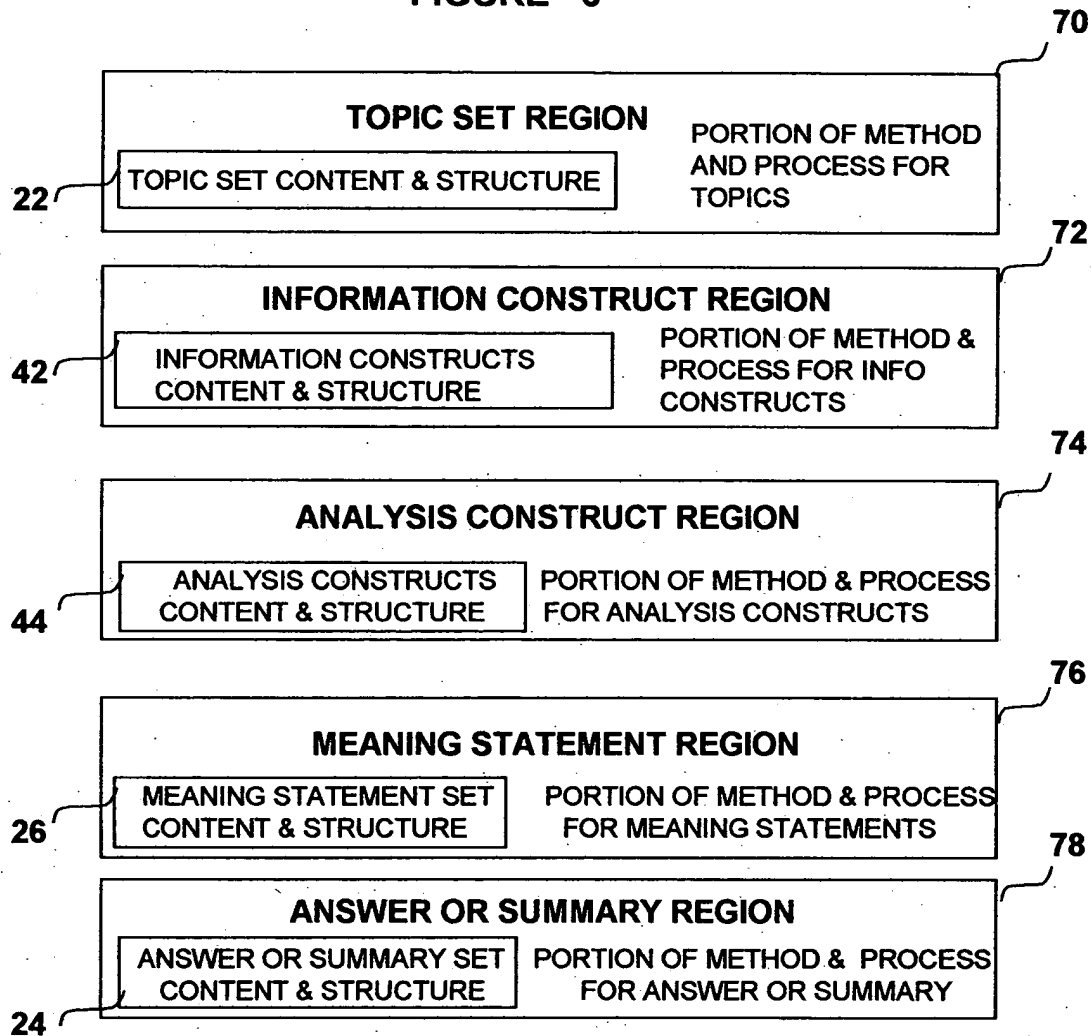 70
TOPIC SET REGION
PORTION OF METHOD
AND PROCESS FOR
TOPICS
TOPIC SET CONTENT & STRUCTURE
22
72
INFORMATION CONSTRUCT REGION
PORTION OF METHOD &
PROCESS FOR INFO
CONSTRUCTS
INFORMATION CONSTRUCTS
CONTENT & STRUCTURE
42
74
ANALYSIS CONSTRUCT REGION
ANALYSIS CONSTRUCTS
CONTENT & STRUCTURE
PORTION OF METHOD & PROCESS
FOR ANALYSIS CONSTRUCTS
44
76
MEANING STATEMENT REGION
MEANING STATEMENT SET
CONTENT & STRUCTURE
PORTION OF METHOD & PROCESS
FOR MEANING STATEMENTS
26
78
ANSWER OR SUMMARY REGION
ANSWER OR SUMMARY SET
CONTENT & STRUCTURE
PORTION OF METHOD & PROCESS
FOR ANSWER OR SUMMARY
24